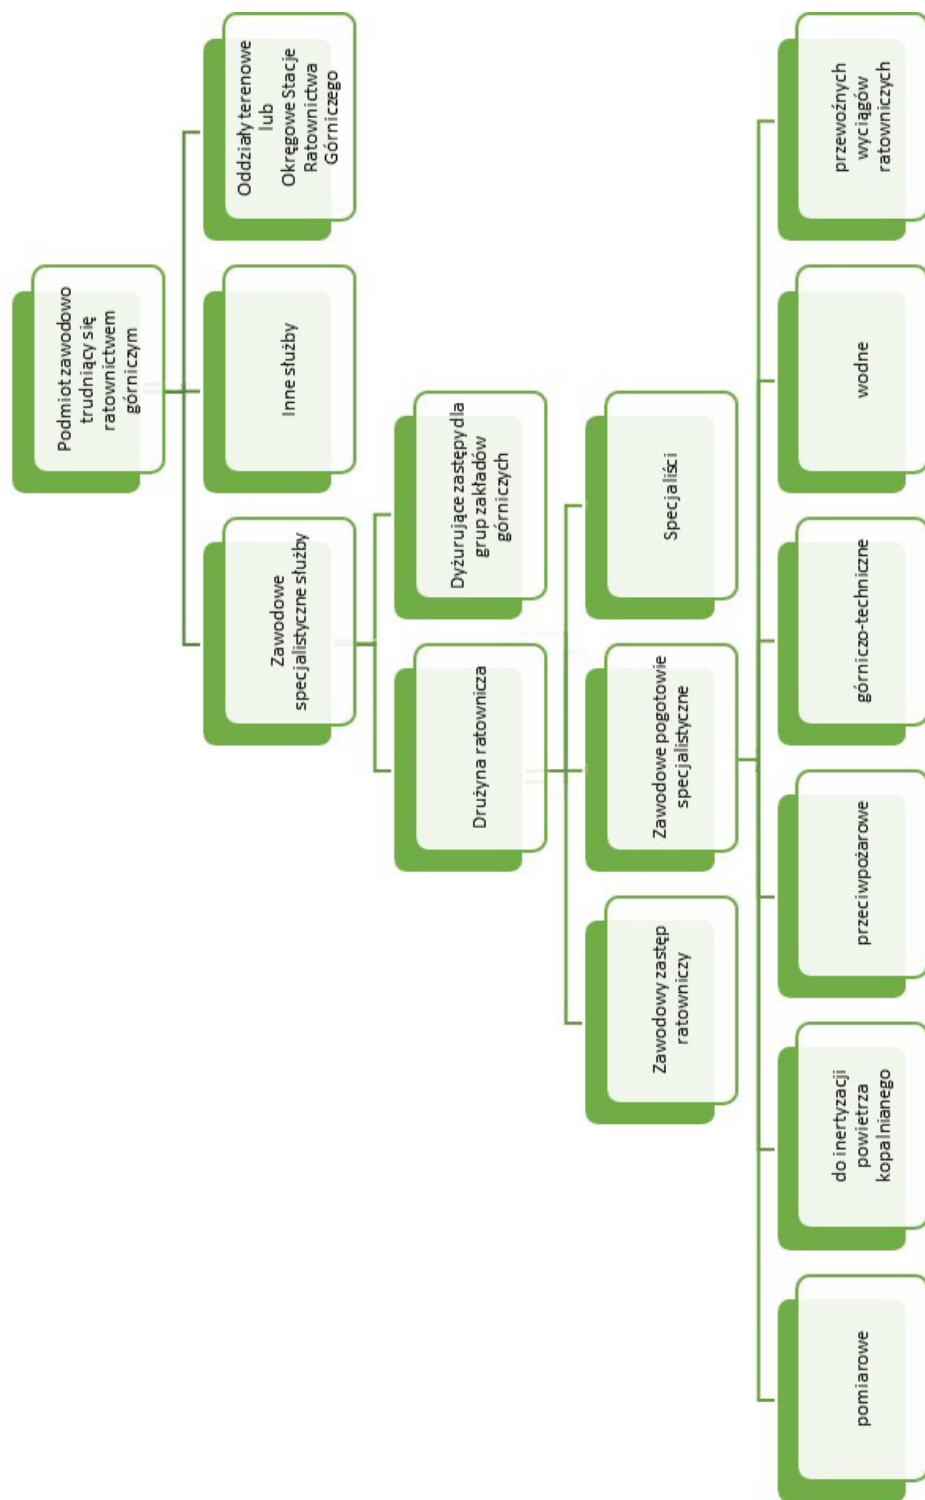 Podmiot zawodowo
trudniący się
ratownictwem
górniczym
Zawodowe
specjalistyczne służby
Inne służby
Oddziały terenowe
lub
Okręgowe Stacje
Ratownictwa
Górniczego
Drużyna ratownicza
Dyżurujące zastępy dla
grup zakładów
górniczych
Zawodowy zastęp
ratowniczy
Zawodowe pogotowie
specjalistyczne
Specjaliści
pomiarowe
do inertyzacji
powietrza
kopalnianego
przeciwpożarowe
górniczo-techniczne
wodne
przewoźnych
wyciągów
ratowniczych